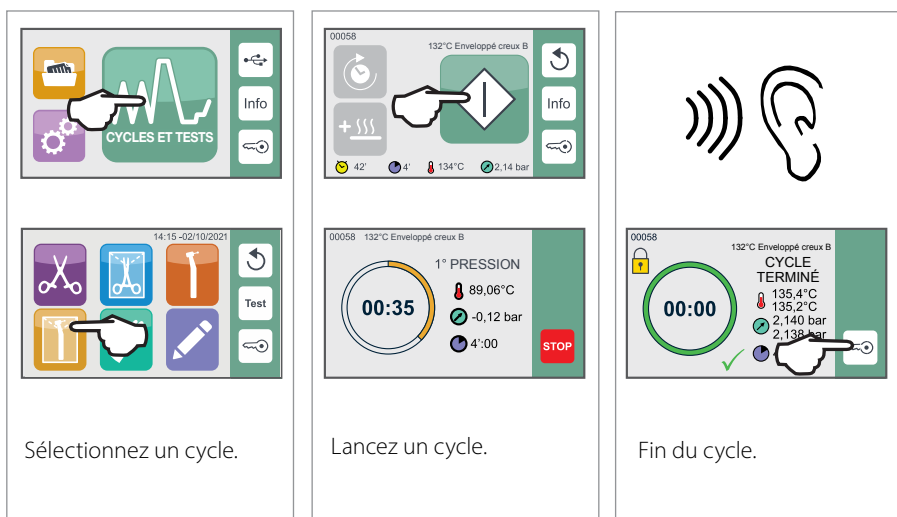 CYCLES ET TESTS
Info
14:15 -02/10/2021
Test
Sélectionnez un cycle.
00058
132°C Enveloppé creux B
Info
42'
4'
134°C
2,14 bar
00058 132°C Enveloppé creux B
1° PRESSION
00:35
89,06°C
-0,12 bar
4':00
STOP
Lancez un cycle.
00058
132°C Enveloppé creux B
CYCLE
TERMINÉ
00:00
135,4°C
135,2°C
2,140 bar
2,138 bar
Fin du cycle.